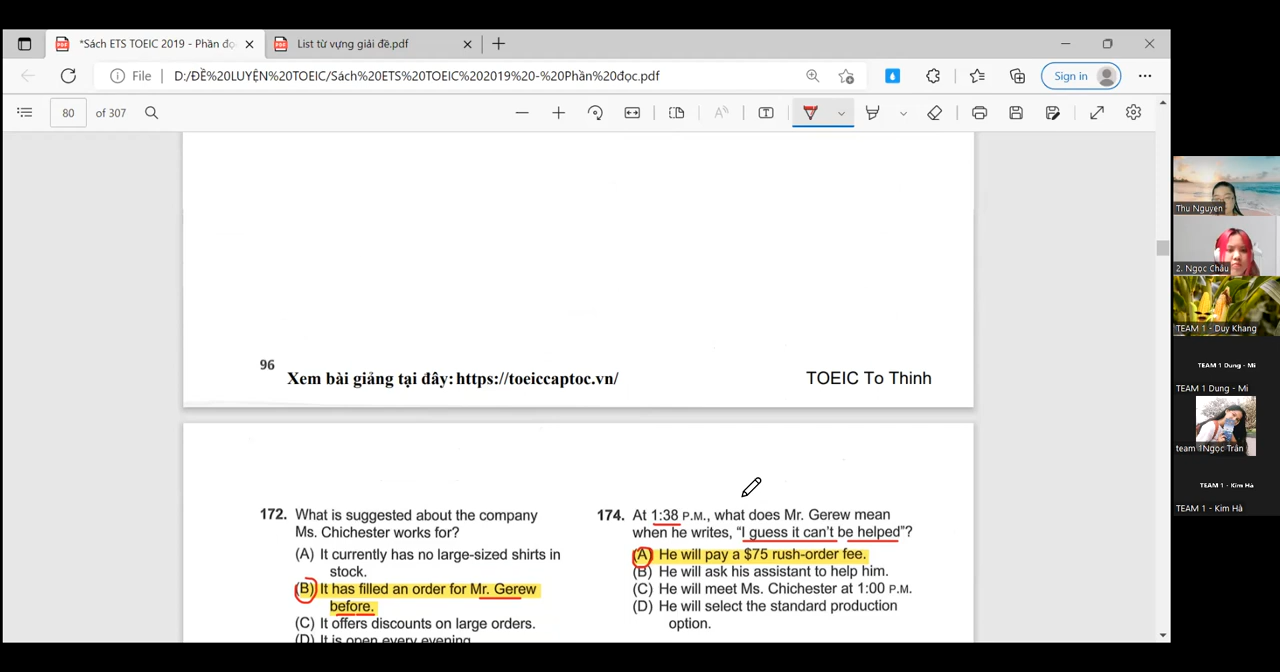 *Sách ETS TOEIC 2019 - Phần đọ
List từ vựng giải đề.pdf
File
D:/ĐỀ%20LUYỆN%20TOEIC/Sách%20ETS%20TOEIC%202019%20-%20Phần%20đọc.pdf
Sign in
80 of 307
96
Xem bài giảng tại đây: https://toeiccaptoc.vn/
TOEIC To Thinh
172. What is suggested about the company
Ms. Chichester works for?
(A) It currently has no large-sized shirts in
stock.
(B) It has filled an order for Mr. Gerew
before.
(C) It offers discounts on large orders.
(D) It is open every evening.
174. At 1:38 P.M., what does Mr. Gerew mean
when he writes, “I guess it can’t be helped”?
(A) He will pay a $75 rush-order fee.
(B) He will ask his assistant to help him.
(C) He will meet Ms. Chichester at 1:00 P.M.
(D) He will select the standard production
option.
Thu Nguyen
2. Ngọc Châu
TEAM 1 - Duy Khang
TEAM 1 Dung - Mi
TEAM 1 Dung - Mi
team 1Ngọc Trân
TEAM 1 - Kim Hà
TEAM 1 - Kim Hà